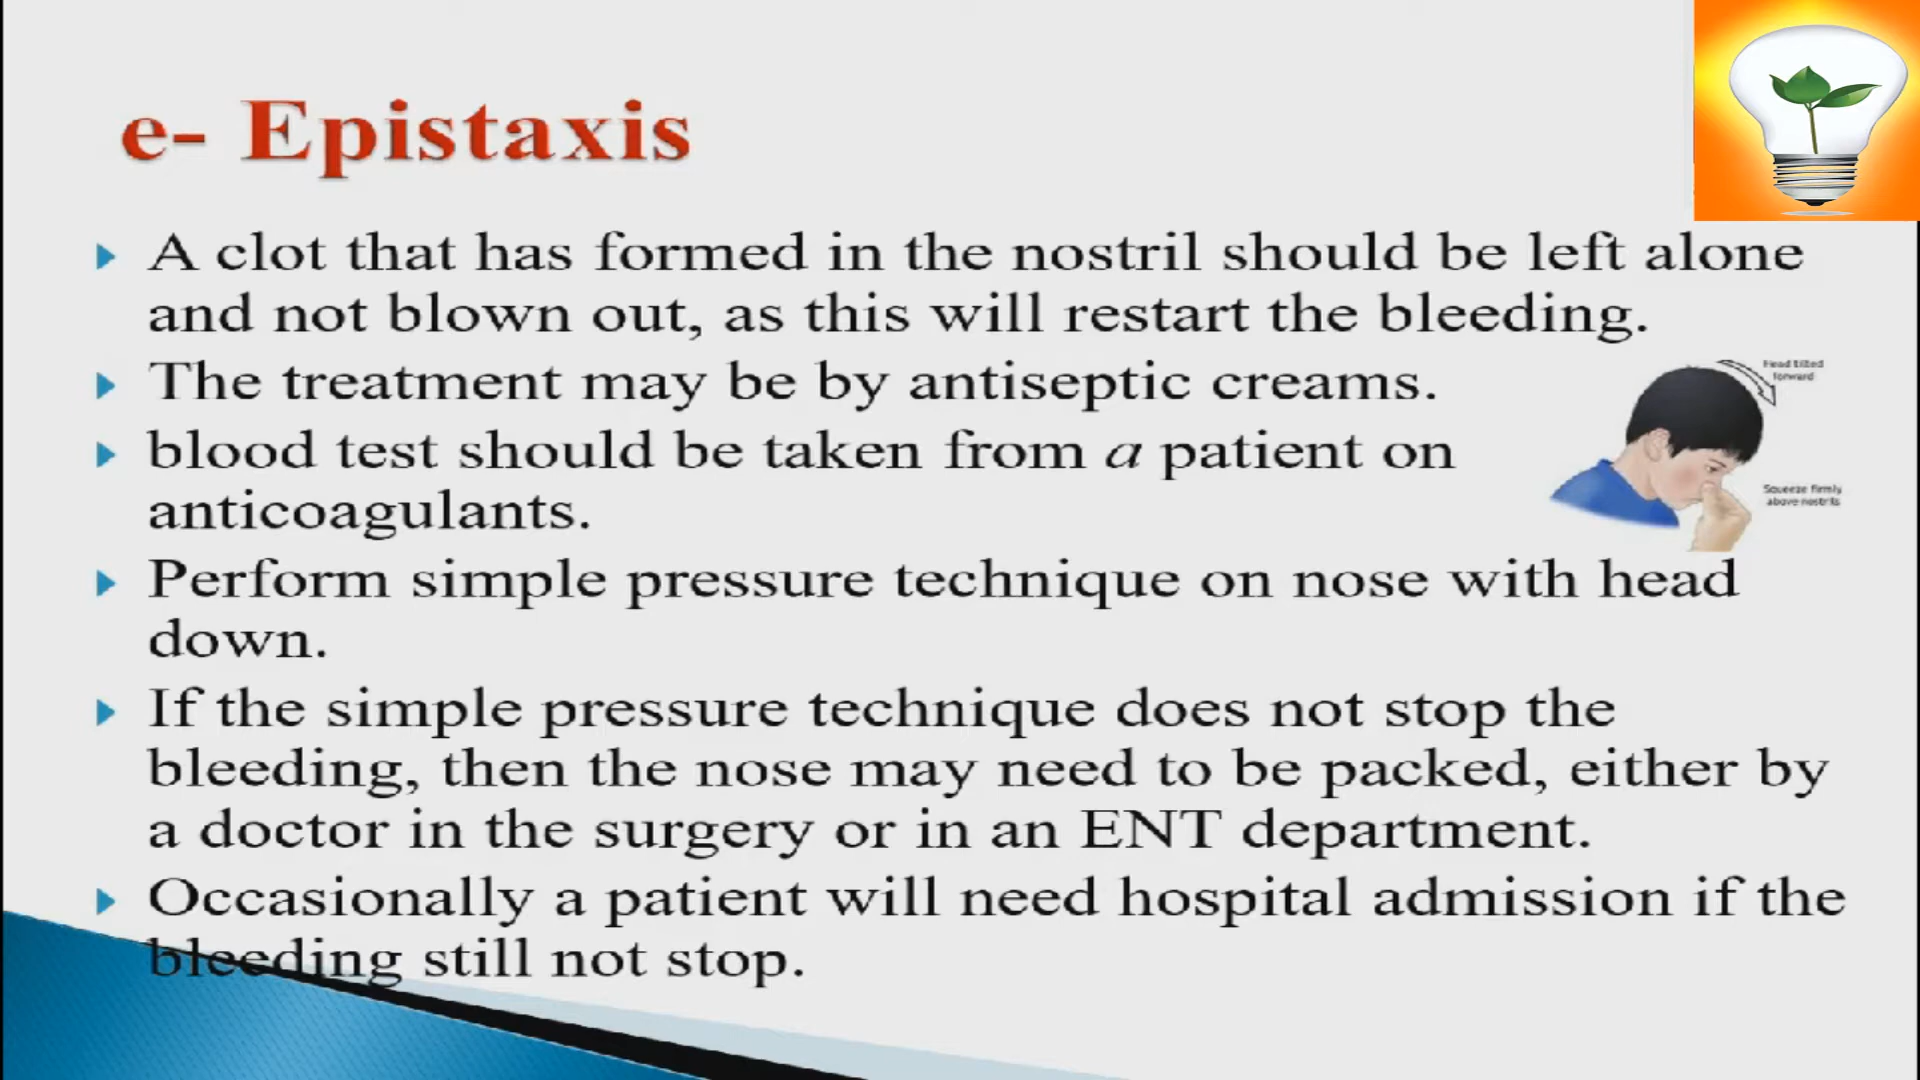 e- Epistaxis
A clot that has formed in the nostril should be left alone
and not blown out, as this will restart the bleeding.
The treatment may be by antiseptic creams.
Head tilted
forward
blood test should be taken from a patient on
anticoagulants.
Squeeze firmly
above nostrils
Perform simple pressure technique on nose with head
down.
If the simple pressure technique does not stop the
bleeding, then the nose may need to be packed, either by
a doctor in the surgery or in an ENT department.
Occasionally a patient will need hospital admission if the
bleeding still not stop.